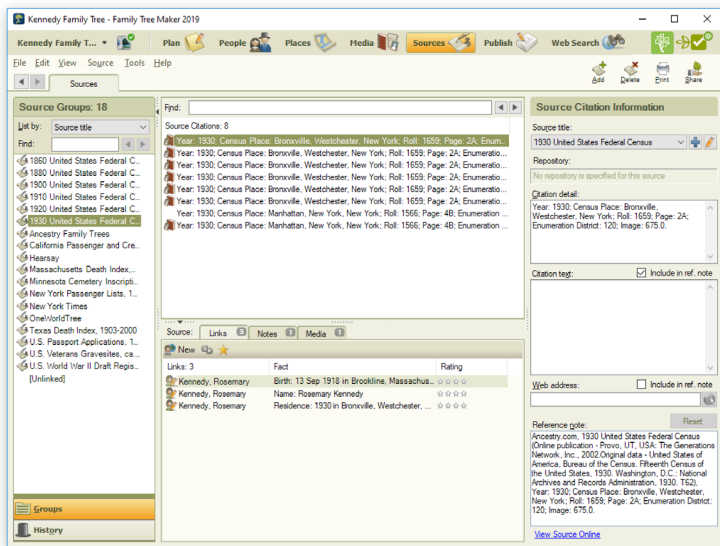 Kennedy Family Tree - Family Tree Maker 2019
Kennedy Family T...
Plan
People
Places
Media
Sources
Publish
Web Search
File Edit View Source Tools Help
Add Delete Print Share
Sources
Source Groups: 18
List by: Source title
Find:
1860 United States Federal C...
1880 United States Federal C...
1900 United States Federal C...
1910 United States Federal C...
1920 United States Federal C...
1930 United States Federal C...
Ancestry Family Trees
California Passenger and Cre...
Hearsay
Massachusetts Death Index,...
Minnesota Cemetery Inscripti...
New York Passenger Lists, 1...
New York Times
OneWorldTree
Texas Death Index, 1903-2000
U.S. Passport Applications, 1...
U.S. Veterans Gravesites, ca...
U.S. World War II Draft Regis...
[Unlinked]
Groups
History
Find:
Source Citations: 8
Year: 1930; Census Place: Bronxville, Westchester, New York; Roll: 1659; Page: 2A; Enum...
Year: 1930; Census Place: Bronxville, Westchester, New York; Roll: 1659; Page: 2A; Enumeratio...
Year: 1930; Census Place: Bronxville, Westchester, New York; Roll: 1659; Page: 2A; Enumeratio...
Year: 1930; Census Place: Bronxville, Westchester, New York; Roll: 1659; Page: 2A; Enumeratio...
Year: 1930; Census Place: Bronxville, Westchester, New York; Roll: 1659; Page: 2A; Enumeratio...
Year: 1930; Census Place: Bronxville, Westchester, New York; Roll: 1659; Page: 2A; Enumeratio...
Year: 1930; Census Place: Manhattan, New York, New York; Roll: 1566; Page: 4B; Enumeration ...
Year: 1930; Census Place: Manhattan, New York, New York; Roll: 1566; Page: 4B; Enumeration ...
Source: Links 3 Notes 1 Media 1
New
Links: 3 Fact Rating
Kennedy, Rosemary Birth: 13 Sep 1918 in Brookline, Massachus...
Kennedy, Rosemary Name: Rosemary Kennedy
Kennedy, Rosemary Residence: 1930 in Bronxville, Westchester, ...
Source Citation Information
Source title:
1930 United States Federal Census
Repository:
No repository is specified for this source
Citation detail:
Year: 1930; Census Place: Bronxville,
Westchester, New York; Roll: 1659; Page: 2A;
Enumeration District: 120; Image: 675.0.
Citation text: Include in ref. note
Web address: Include in ref. note
Reference note: Reset
Ancestry.com, 1930 United States Federal Census
(Online publication - Provo, UT, USA: The Generations
Network, Inc., 2002.Original data - United States of
America, Bureau of the Census. Fifteenth Census of
the United States, 1930. Washington, D.C.: National
Archives and Records Administration, 1930. T62),
Year: 1930; Census Place: Bronxville, Westchester,
New York; Roll: 1659; Page: 2A; Enumeration District:
120; Image: 675.0.
View Source Online